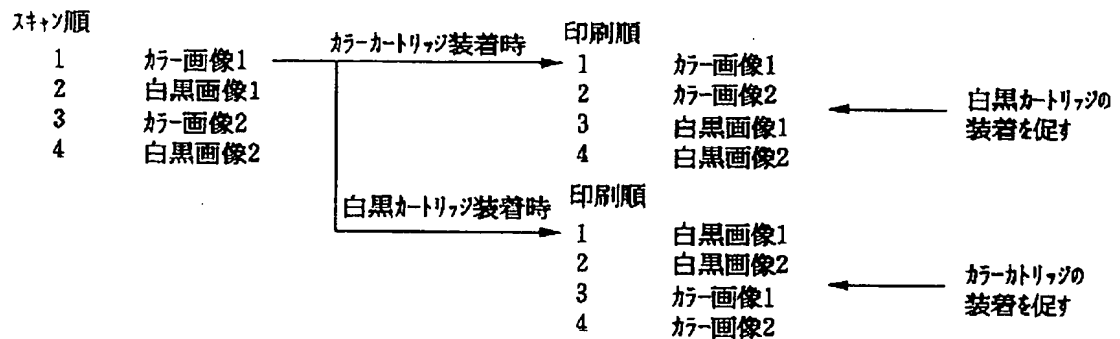 スキャン順
1 カラー画像1
2 白黒画像1
3 カラー画像2
4 白黒画像2
カラーカートリッジ装着時
印刷順
1 カラー画像1
2 カラー画像2
3 白黒画像1
4 白黒画像2
白黒カートリッジの
装着を促す
白黒カートリッジ装着時
印刷順
1 白黒画像1
2 白黒画像2
3 カラー画像1
4 カラー画像2
カラーカトリッジの
装着を促す